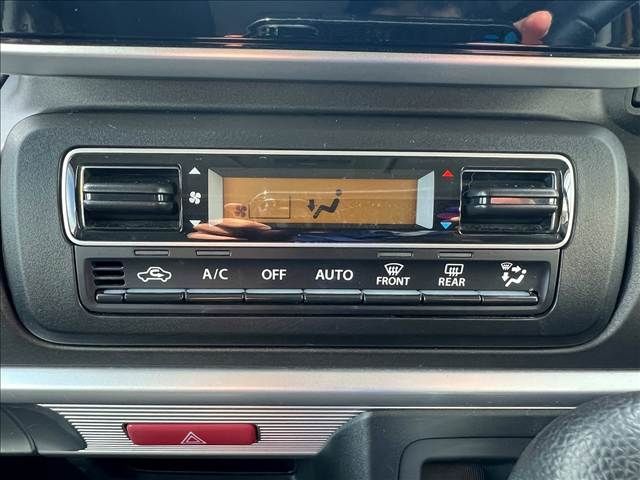 A/C OFF AUTO FRONT REAR